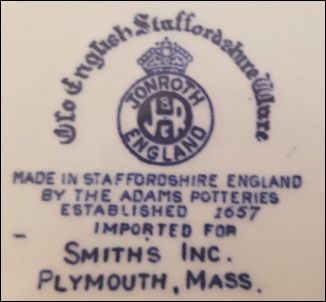 Old English Staffordshire Ware
JONROTH
ENGLAND
MADE IN STAFFORDSHIRE ENGLAND
BY THE ADAMS POTTERIES
ESTABLISHED 1657
IMPORTED FOR
SMITHS INC.
PLYMOUTH, MASS.